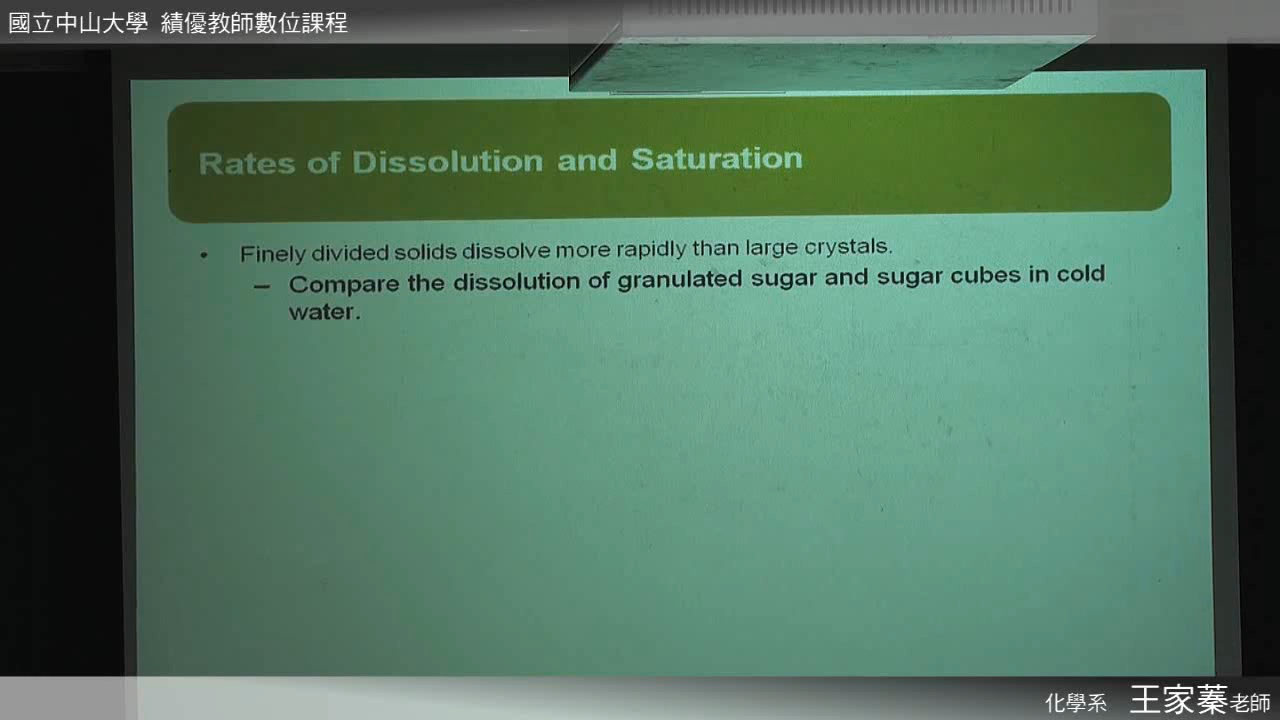 國立中山大學 績優教師數位課程
Rates of Dissolution and Saturation
• Finely divided solids dissolve more rapidly than large crystals.
– Compare the dissolution of granulated sugar and sugar cubes in cold
water.
化學系 王家蓁老師